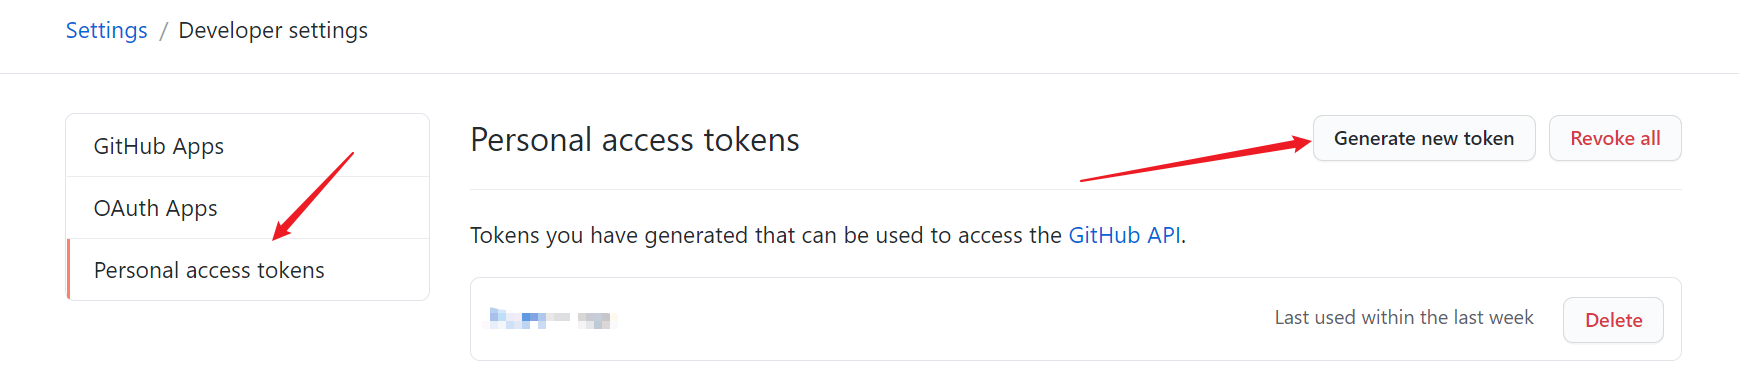 Settings / Developer settings
GitHub Apps
OAuth Apps
Personal access tokens
Personal access tokens
Generate new token
Revoke all
Tokens you have generated that can be used to access the GitHub API.
Last used within the last week
Delete